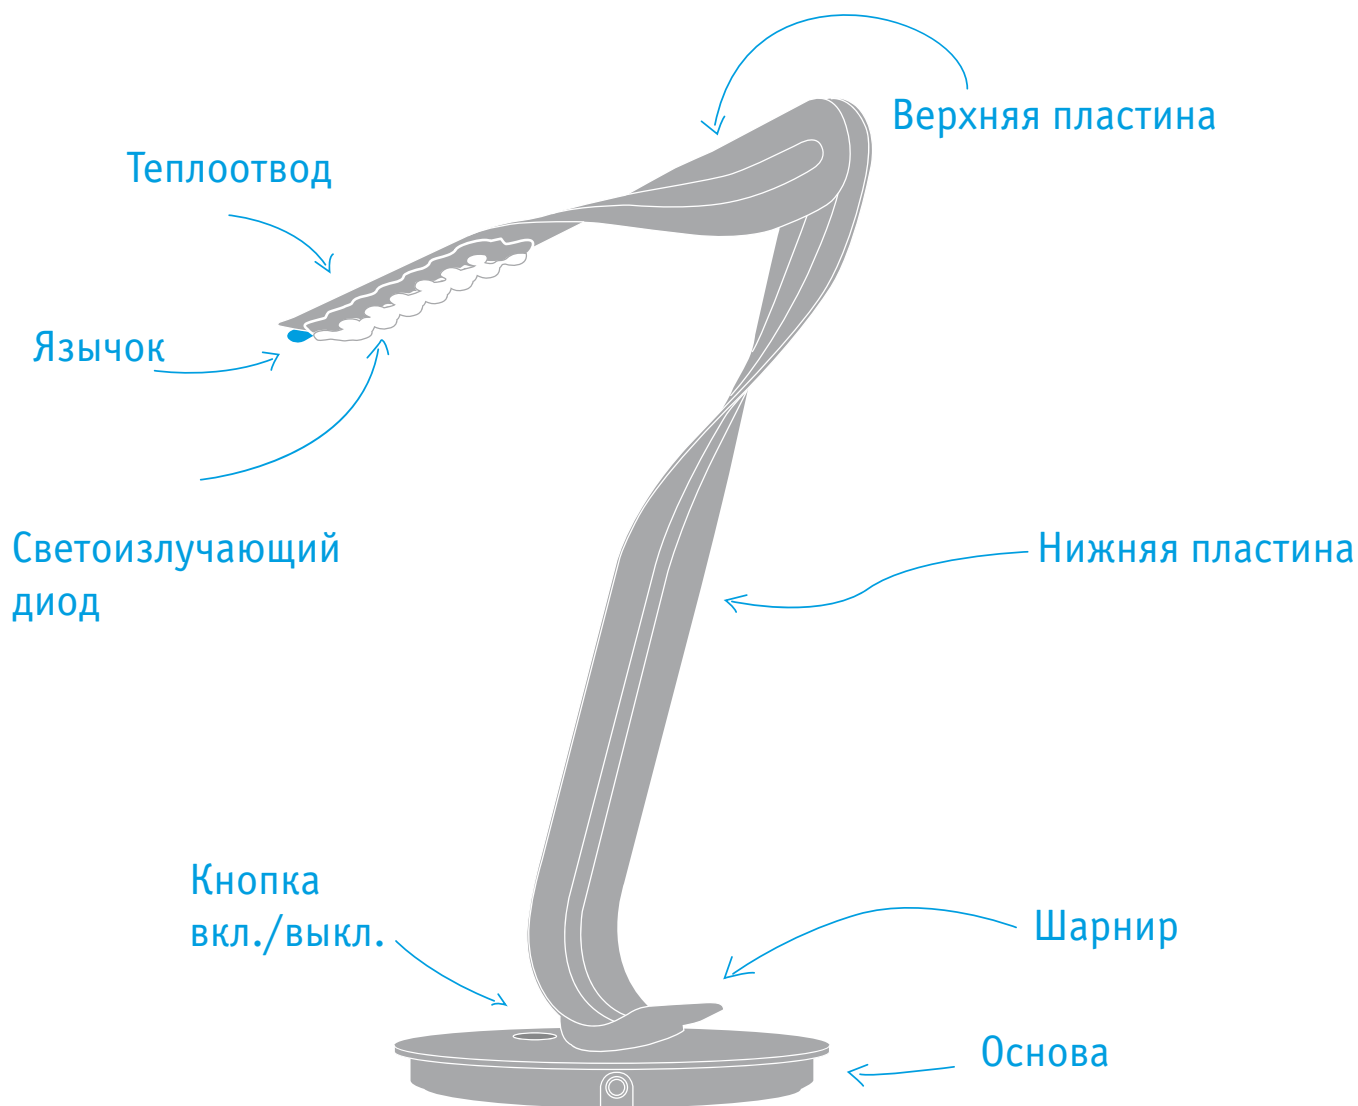 Верхняя пластина
Теплоотвод
Язычок
Светоизлучающий
диод
Нижняя пластина
Кнопка
вкл./выкл.
Шарнир
Основа